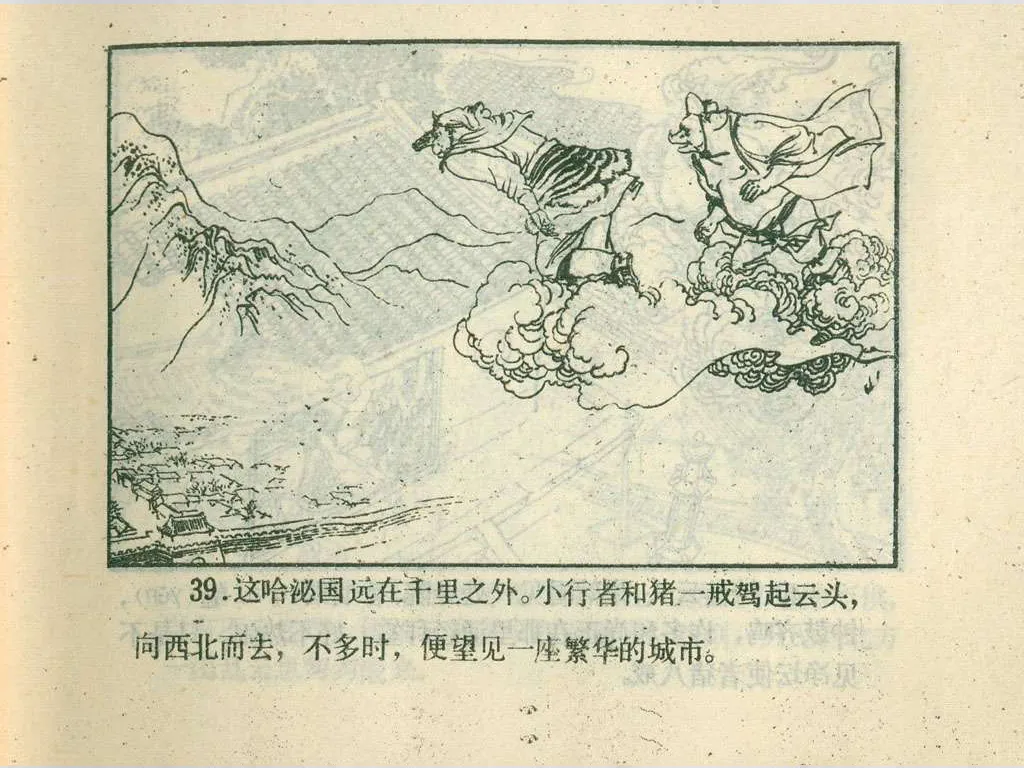 39.这哈泌国远在千里之外。小行者和猪一戒驾起云头，
向西北而去，不多时，便望见一座繁华的城市。